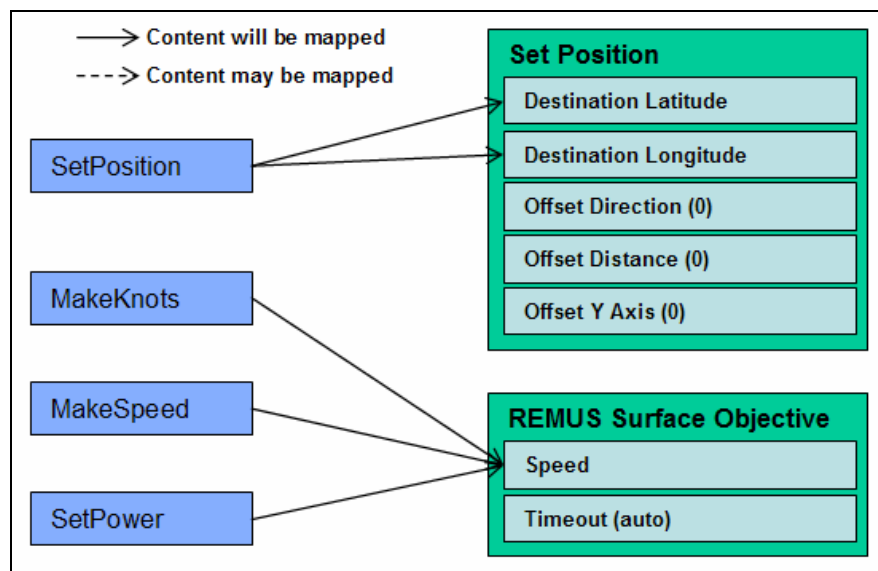 Content will be mapped
Content may be mapped
SetPosition
MakeKnots
MakeSpeed
SetPower
Set Position
Destination Latitude
Destination Longitude
Offset Direction (0)
Offset Distance (0)
Offset Y Axis (0)
REMUS Surface Objective
Speed
Timeout (auto)